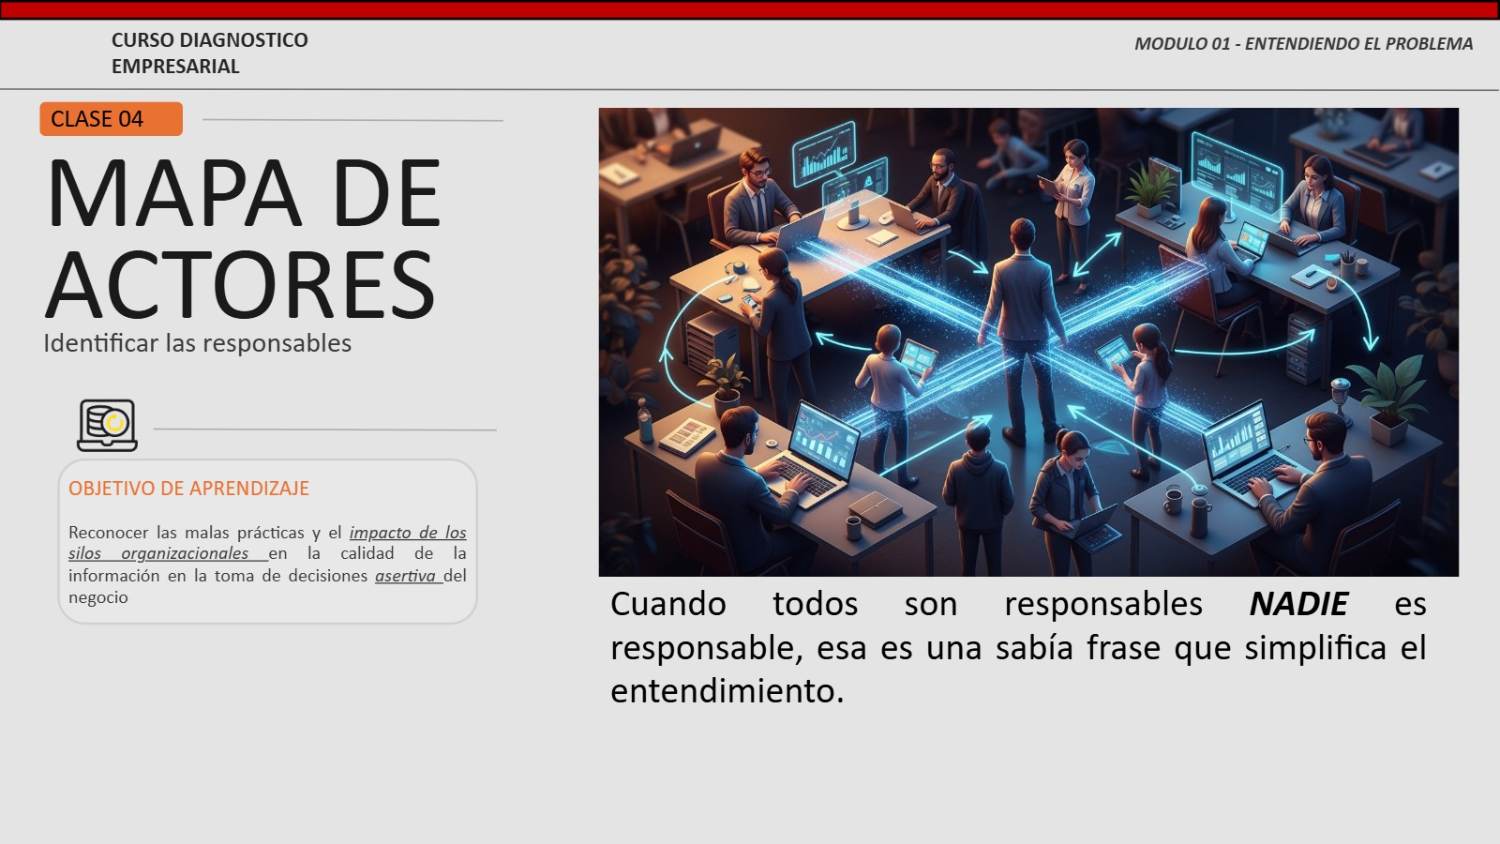 CURSO DIAGNOSTICO
EMPRESARIAL
MODULO 01 - ENTENDIENDO EL PROBLEMA
CLASE 04
MAPA DE
ACTORES
Identificar las responsables
OBJETIVO DE APRENDIZAJE
Reconocer las malas prácticas y el impacto de los
silos organizacionales en la calidad de la
información en la toma de decisiones asertiva del
negocio
Cuando todos son responsables NADIE es
responsable, esa es una sabía frase que simplifica el
entendimiento.